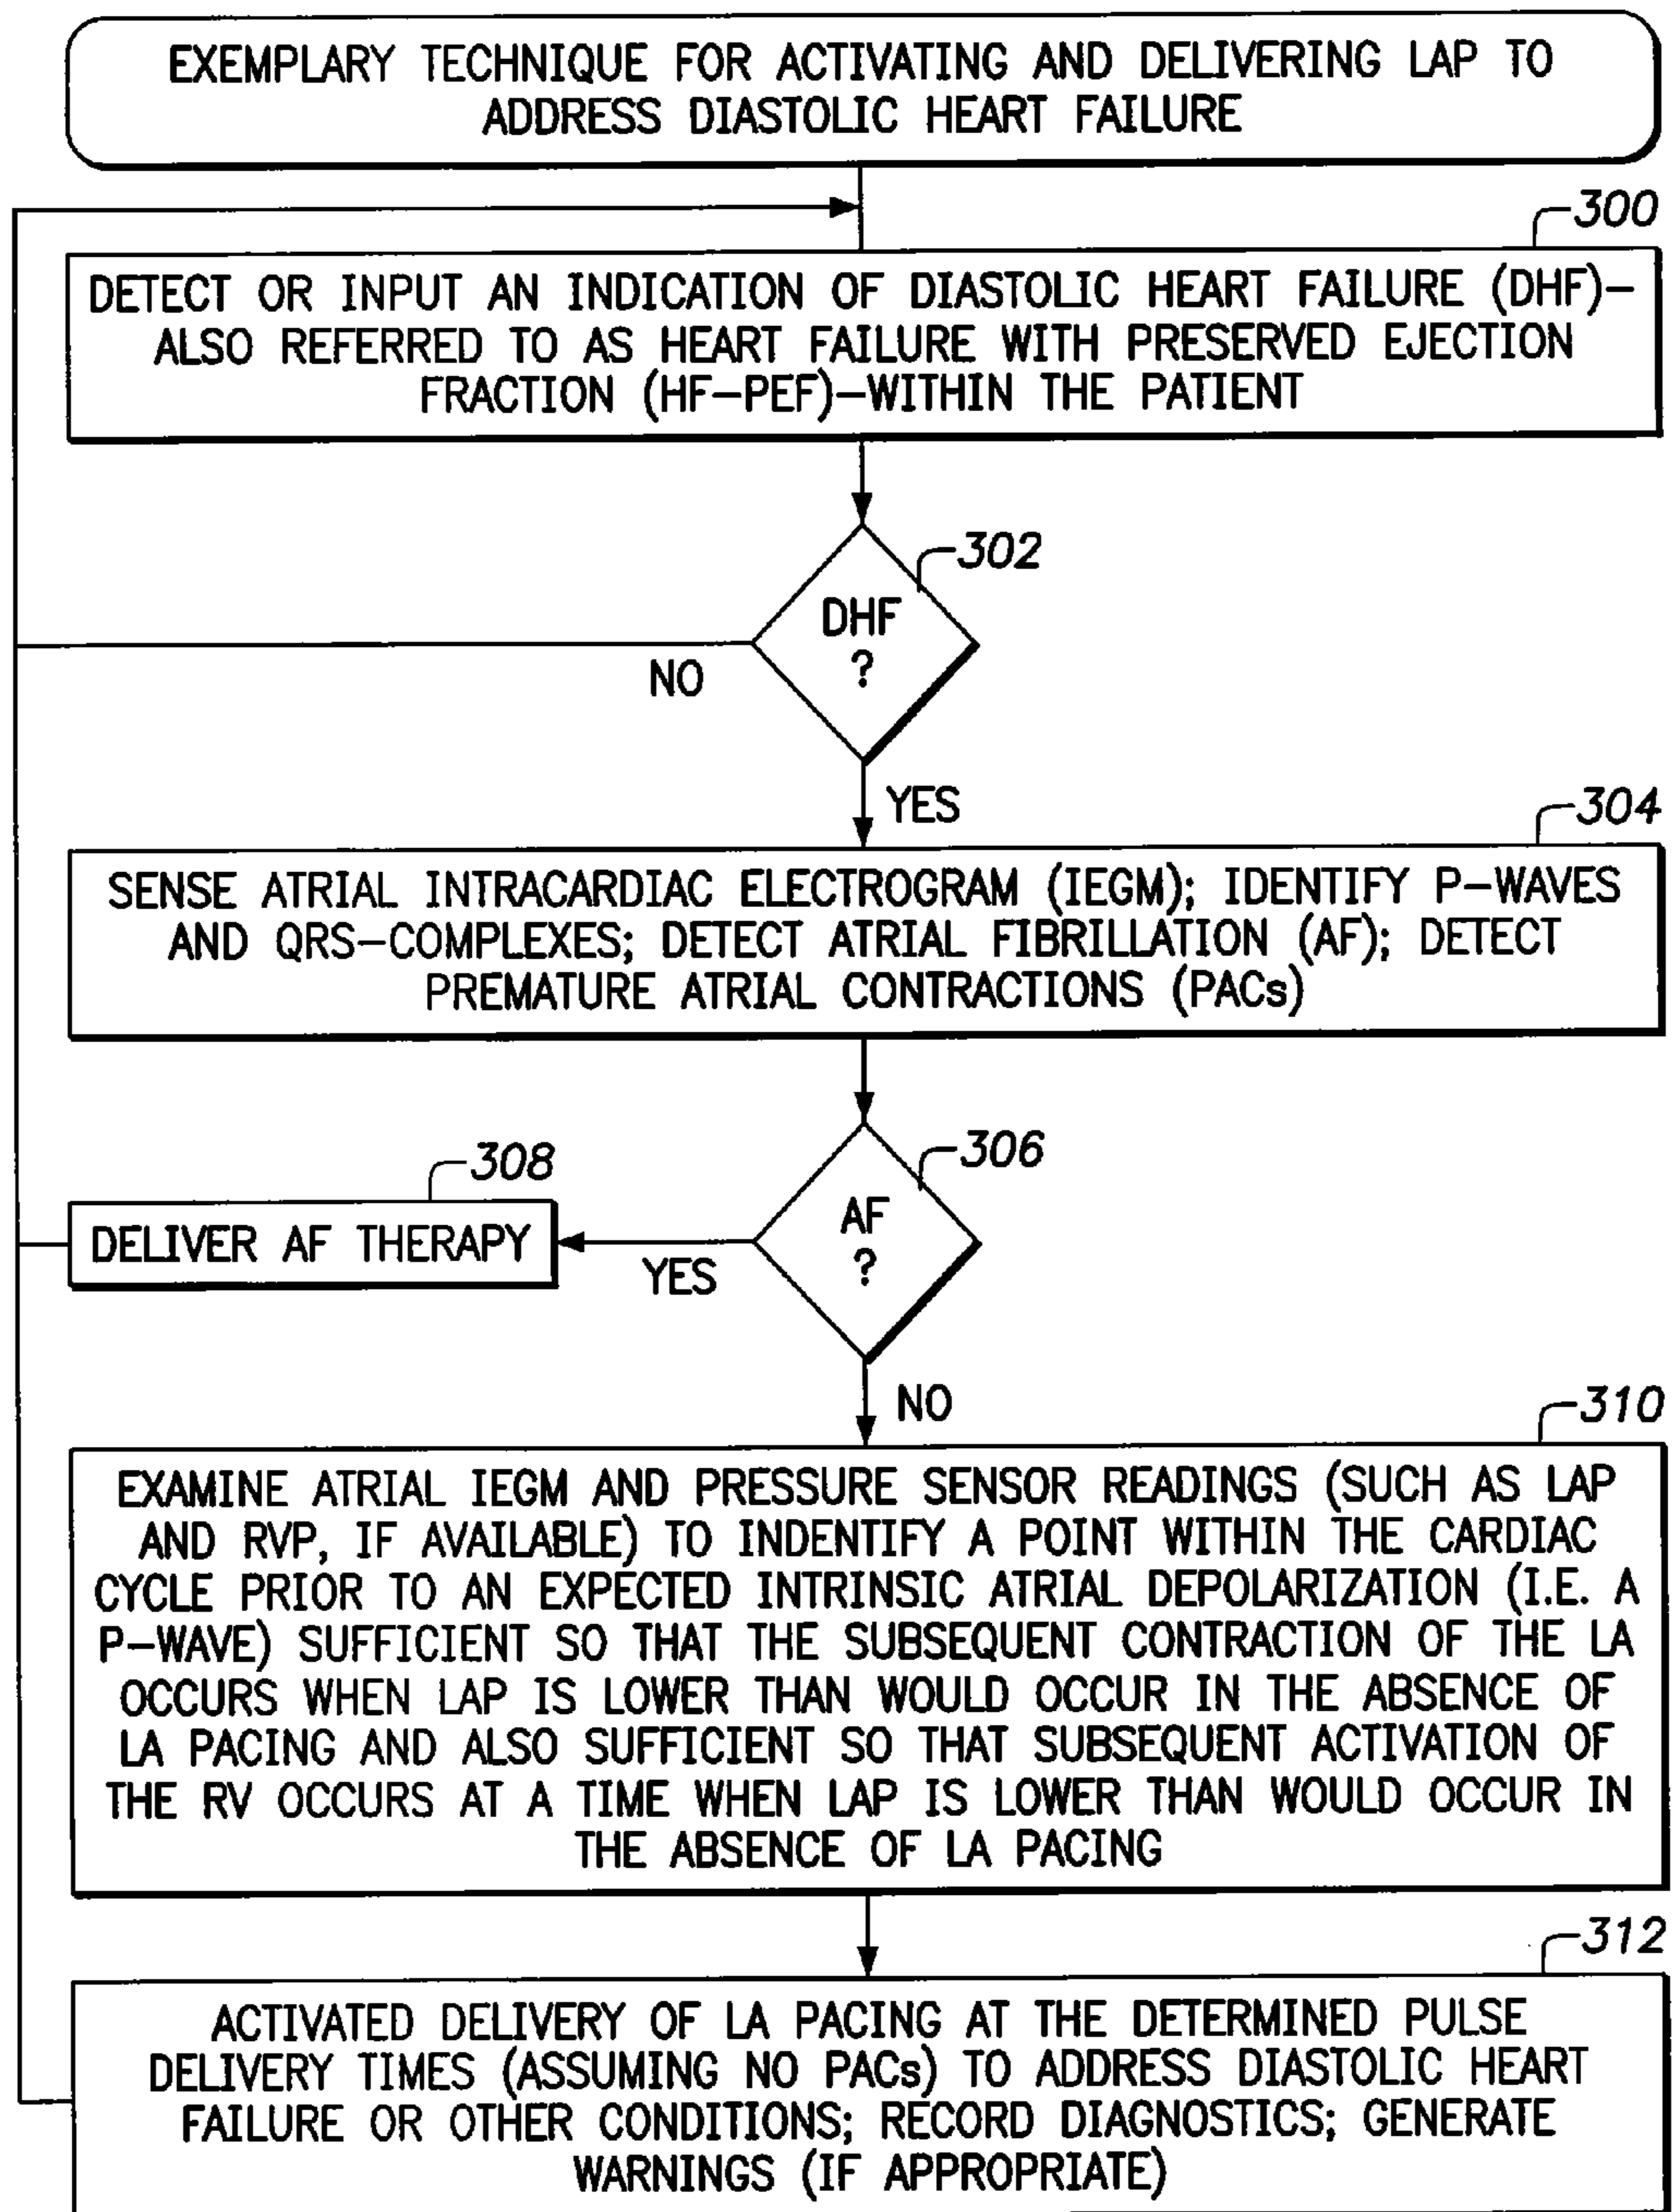 EXEMPLARY TECHNIQUE FOR ACTIVATING AND DELIVERING LAP TO
ADDRESS DIASTOLIC HEART FAILURE
300
DETECT OR INPUT AN INDICATION OF DIASTOLIC HEART FAILURE (DHF)–
ALSO REFERRED TO AS HEART FAILURE WITH PRESERVED EJECTION
FRACTION (HF–PEF)–WITHIN THE PATIENT
302
DHF
?
NO
YES
304
SENSE ATRIAL INTRACARDIAC ELECTROGRAM (IEGM); IDENTIFY P–WAVES
AND QRS–COMPLEXES; DETECT ATRIAL FIBRILLATION (AF); DETECT
PREMATURE ATRIAL CONTRACTIONS (PACs)
306
308
AF
?
DELIVER AF THERAPY
YES
NO
310
EXAMINE ATRIAL IEGM AND PRESSURE SENSOR READINGS (SUCH AS LAP
AND RVP, IF AVAILABLE) TO INDENTIFY A POINT WITHIN THE CARDIAC
CYCLE PRIOR TO AN EXPECTED INTRINSIC ATRIAL DEPOLARIZATION (I.E. A
P–WAVE) SUFFICIENT SO THAT THE SUBSEQUENT CONTRACTION OF THE LA
OCCURS WHEN LAP IS LOWER THAN WOULD OCCUR IN THE ABSENCE OF
LA PACING AND ALSO SUFFICIENT SO THAT SUBSEQUENT ACTIVATION OF
THE RV OCCURS AT A TIME WHEN LAP IS LOWER THAN WOULD OCCUR IN
THE ABSENCE OF LA PACING
312
ACTIVATED DELIVERY OF LA PACING AT THE DETERMINED PULSE
DELIVERY TIMES (ASSUMING NO PACs) TO ADDRESS DIASTOLIC HEART
FAILURE OR OTHER CONDITIONS; RECORD DIAGNOSTICS; GENERATE
WARNINGS (IF APPROPRIATE)